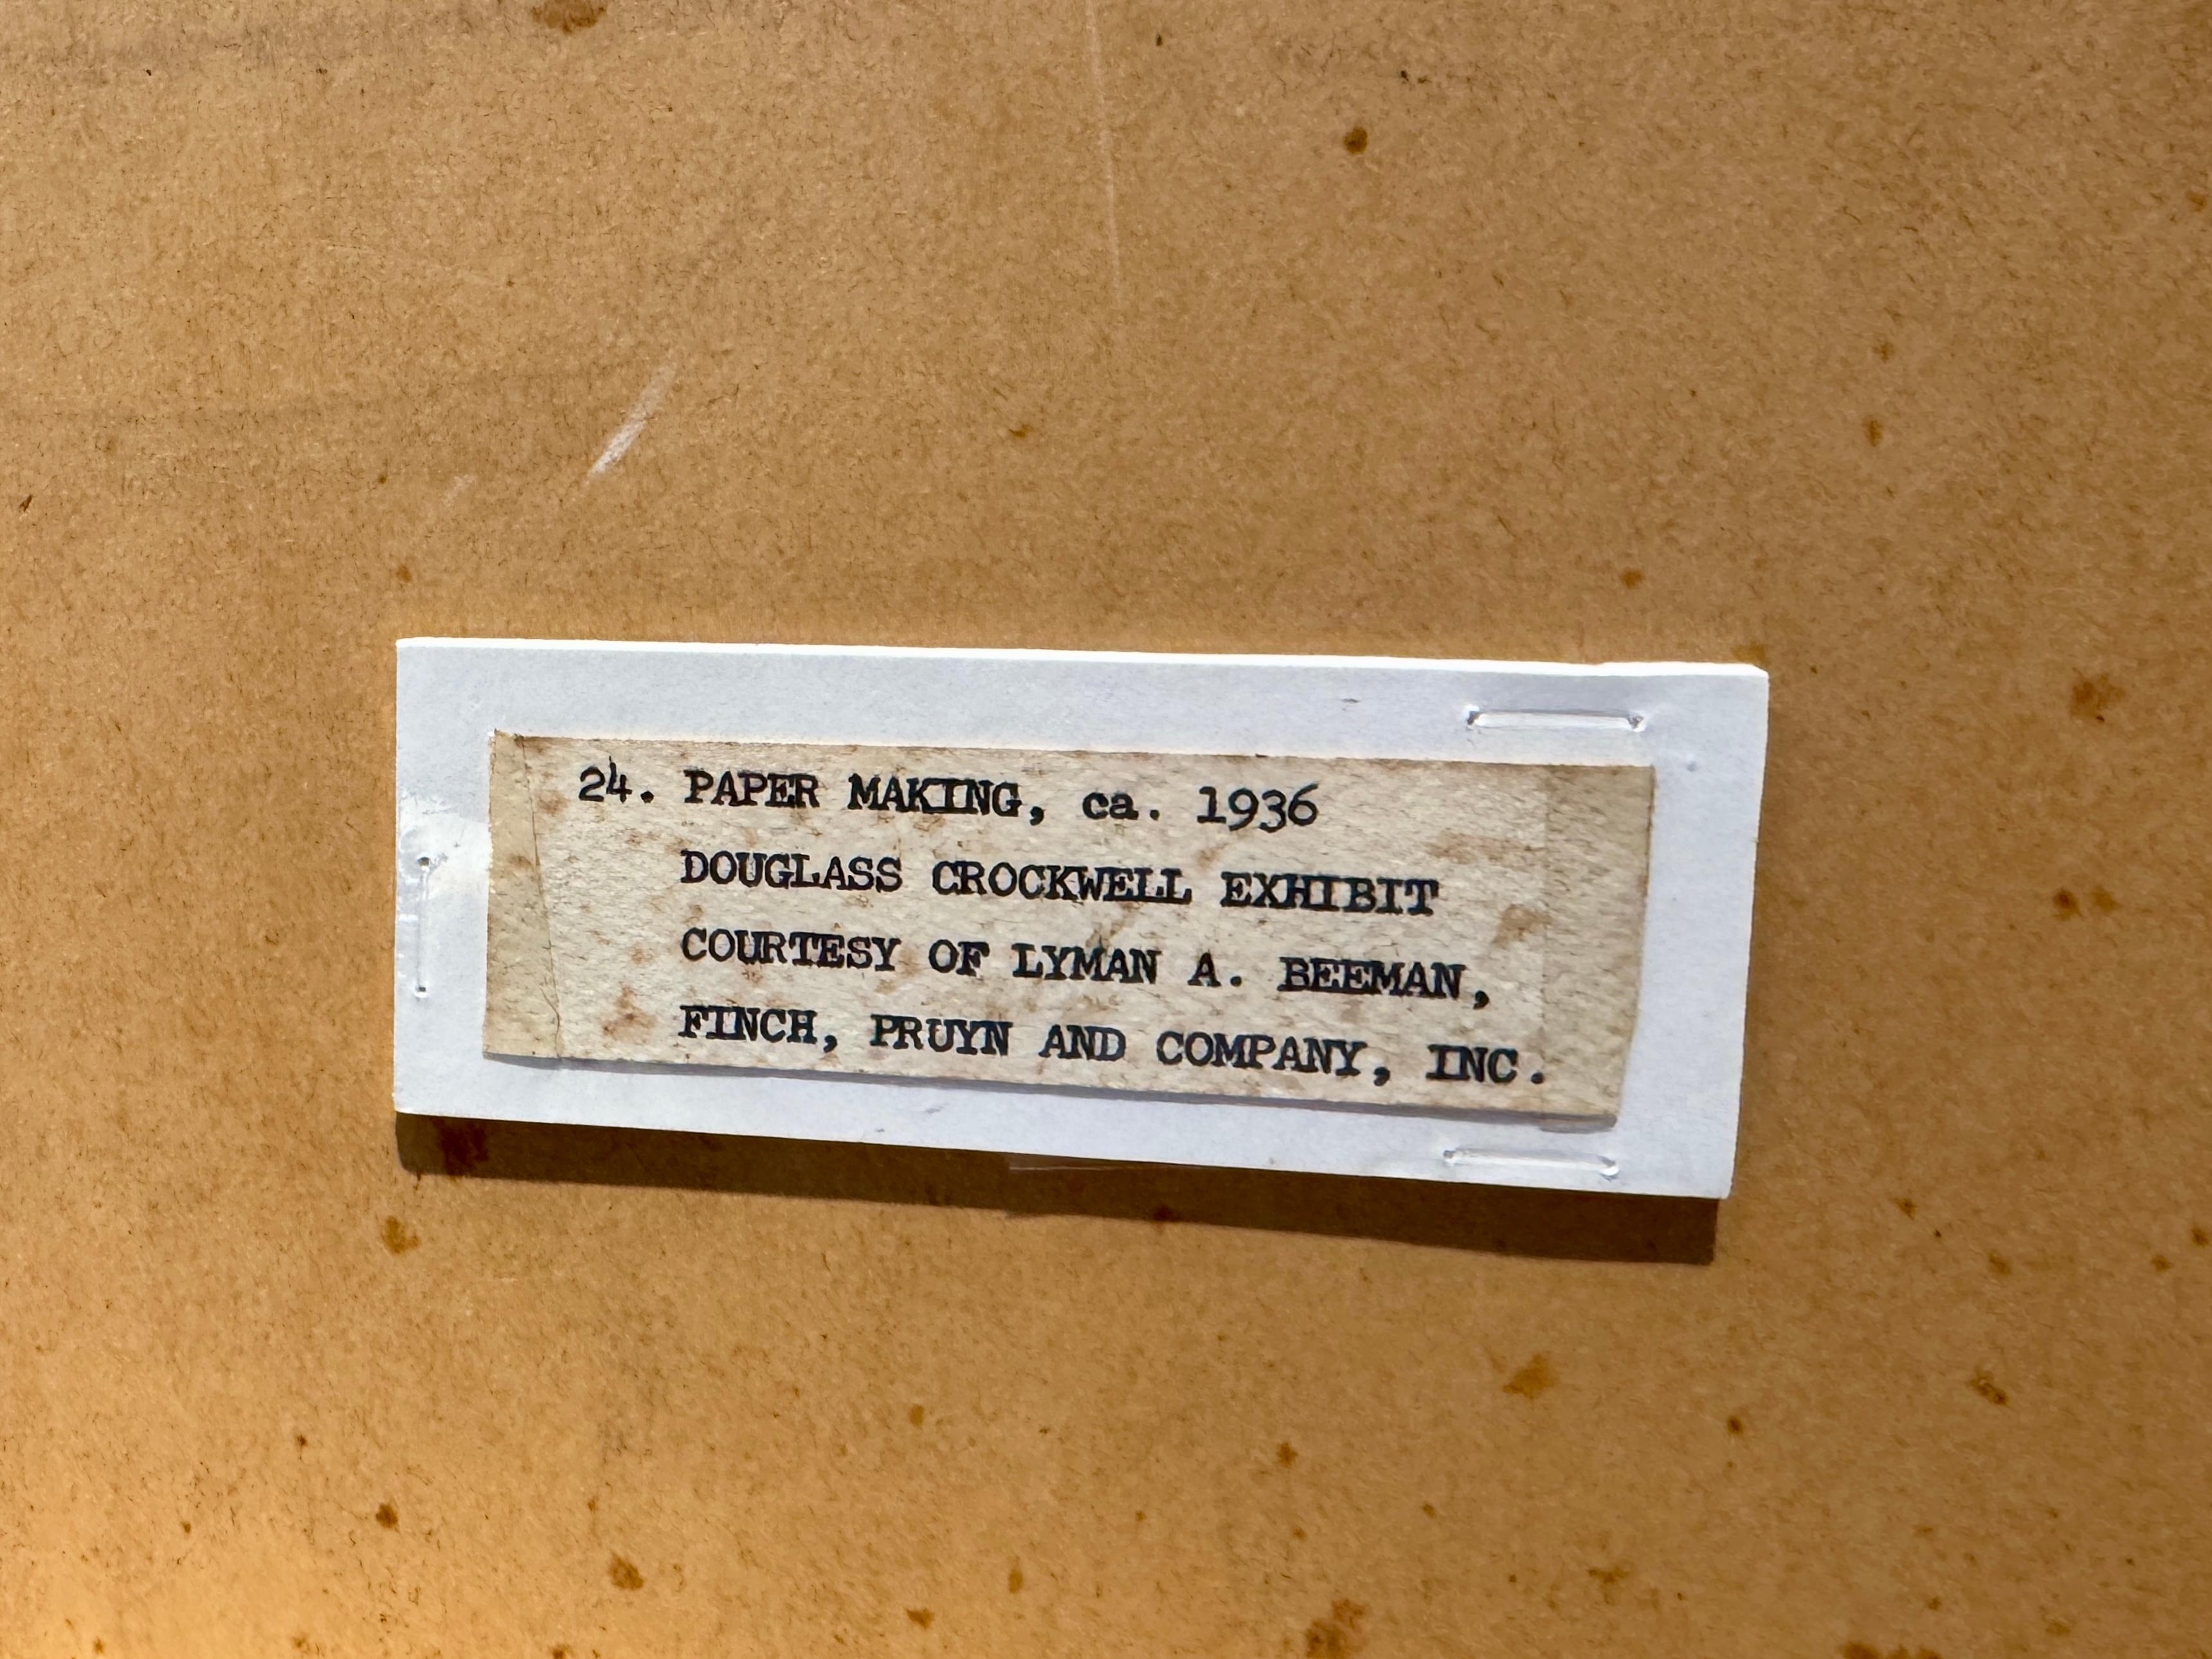 24. PAPER MAKING, ca. 1936
DOUGLASS CROCKWELL EXHIBIT
COURTESY OF LYMAN A. BEEMAN,
FINCH, PRUYN AND COMPANY, INC.